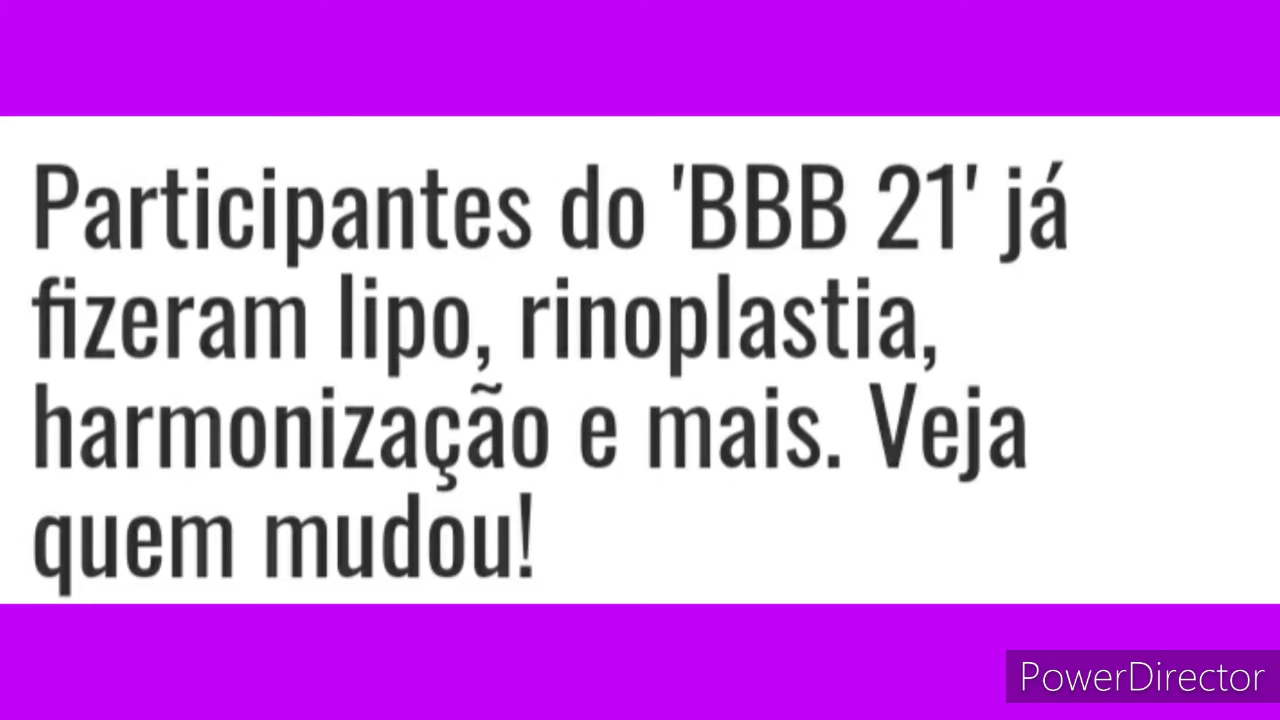 Participantes do 'BBB 21' já
fizeram lipo, rinoplastia,
harmonização e mais. Veja
quem mudou!
PowerDirector